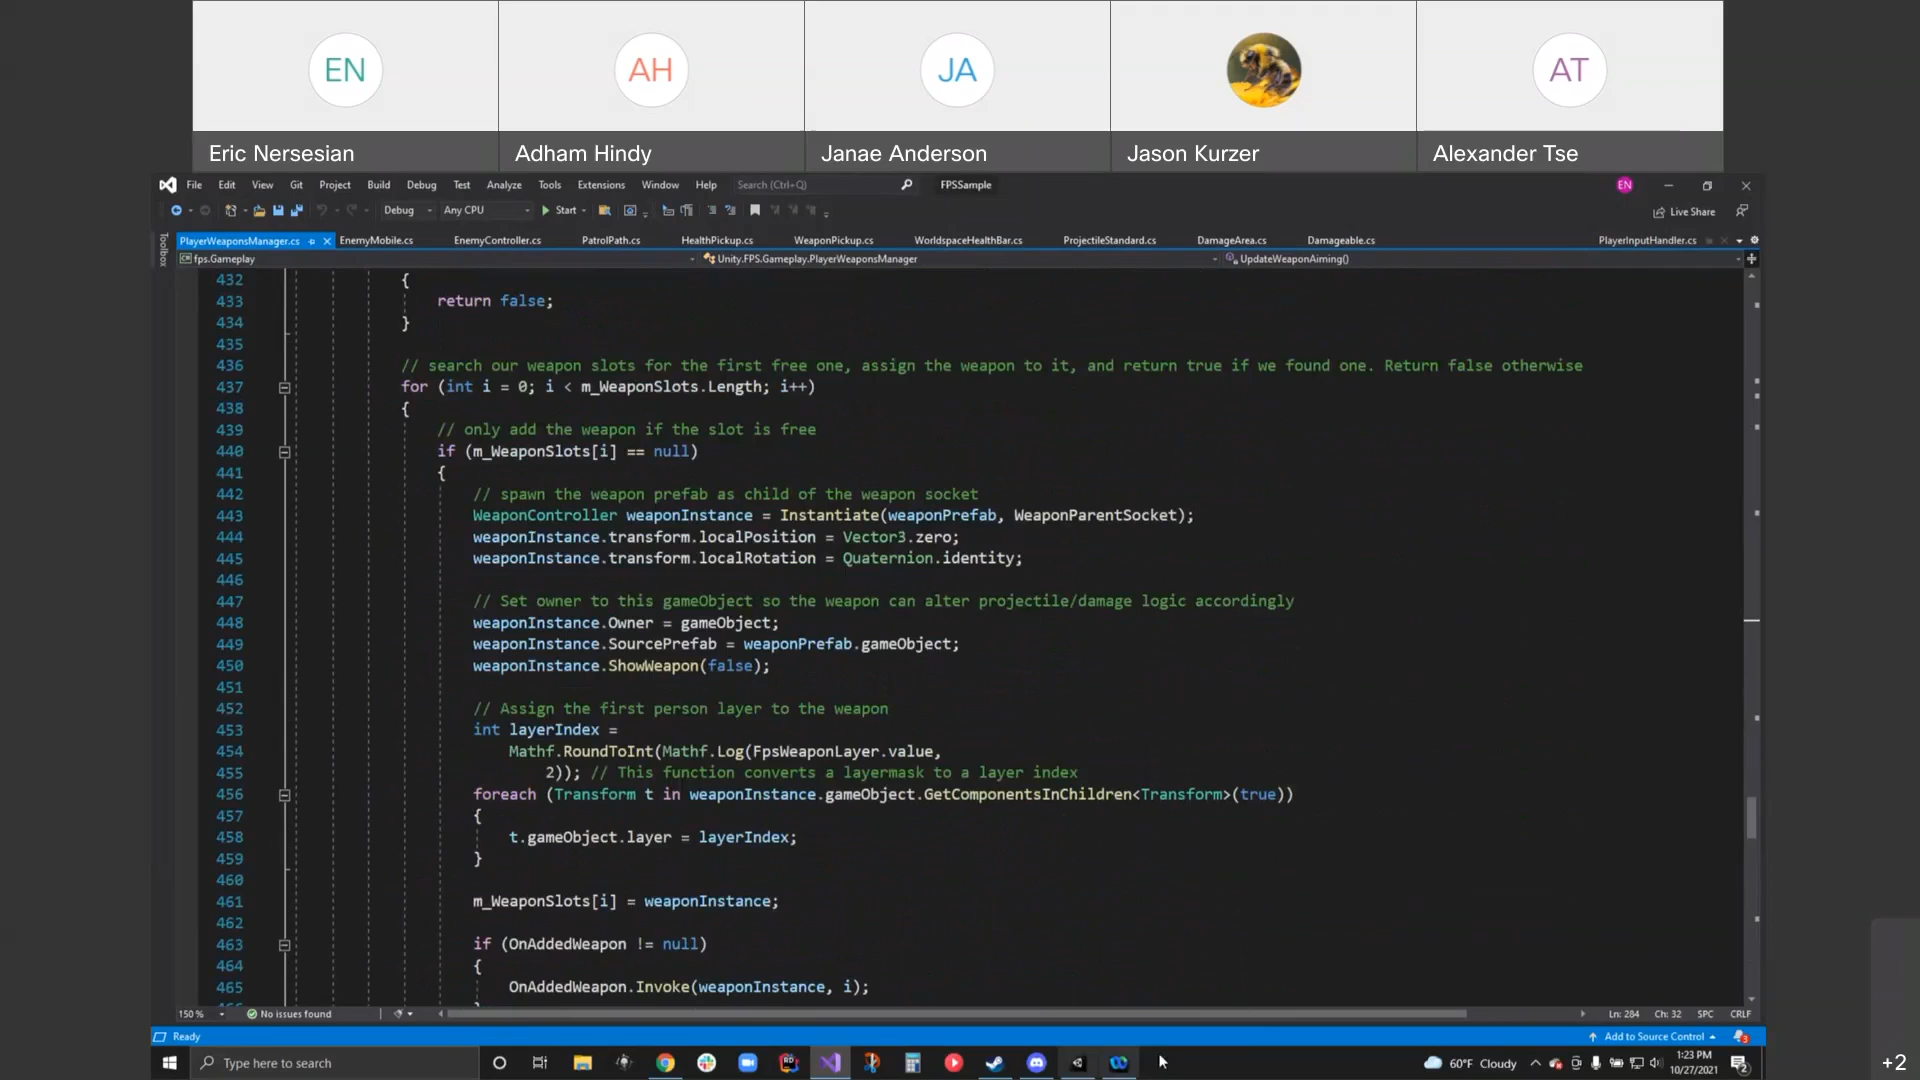 EN
AH
JA
AT
Eric Nersesian
Adham Hindy
Janae Anderson
Jason Kurzer
Alexander Tse
File Edit View Git Project Build Debug Test Analyze Tools Extensions Window Help Search (Ctrl+Q) FPSSample EN
Debug Any CPU Start Live Share
Toolbox
PlayerWeaponsManager.cs EnemyMobile.cs EnemyController.cs PatrolPath.cs HealthPickup.cs WeaponPickup.cs WorldspaceHealthBar.cs ProjectileStandard.cs DamageArea.cs Damageable.cs PlayerInputHandler.cs
fps.Gameplay Unity.FPS.Gameplay.PlayerWeaponsManager UpdateWeaponAiming()
432 {
433 return false;
434 }
435
436 // search our weapon slots for the first free one, assign the weapon to it, and return true if we found one. Return false otherwise
437 for (int i = 0; i < m_WeaponSlots.Length; i++)
438 {
439 // only add the weapon if the slot is free
440 if (m_WeaponSlots[i] == null)
441 {
442 // spawn the weapon prefab as child of the weapon socket
443 WeaponController weaponInstance = Instantiate(weaponPrefab, WeaponParentSocket);
444 weaponInstance.transform.localPosition = Vector3.zero;
445 weaponInstance.transform.localRotation = Quaternion.identity;
446
447 // Set owner to this gameObject so the weapon can alter projectile/damage logic accordingly
448 weaponInstance.Owner = gameObject;
449 weaponInstance.SourcePrefab = weaponPrefab.gameObject;
450 weaponInstance.ShowWeapon(false);
451
452 // Assign the first person layer to the weapon
453 int layerIndex =
454 Mathf.RoundToInt(Mathf.Log(FpsWeaponLayer.value,
455 2)); // This function converts a layermask to a layer index
456 foreach (Transform t in weaponInstance.gameObject.GetComponentsInChildren<Transform>(true))
457 {
458 t.gameObject.layer = layerIndex;
459 }
460
461 m_WeaponSlots[i] = weaponInstance;
462
463 if (OnAddedWeapon != null)
464 {
465 OnAddedWeapon.Invoke(weaponInstance, i);
150 % No issues found Ln: 284 Ch: 32 SPC CRLF
Ready Add to Source Control
Type here to search 60°F Cloudy 1:23 PM
10/27/2021
+2